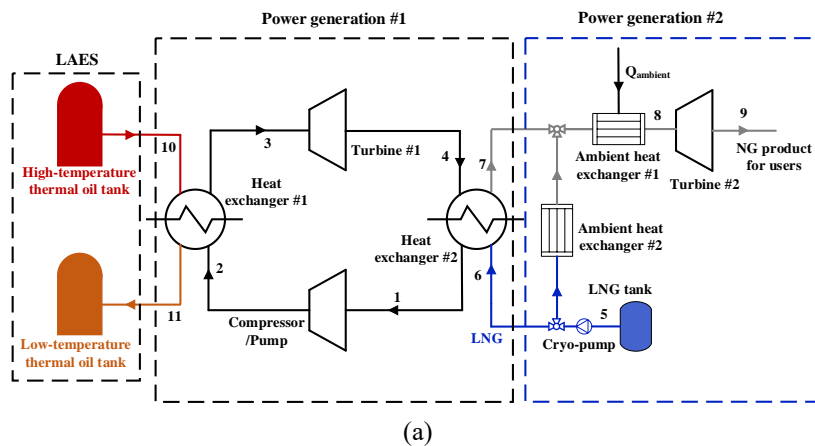 Power generation #1
Power generation #2
LAES
Q_ambient
10
3
8
9
High-temperature
thermal oil tank
Turbine #1
4
7
Heat
exchanger #1
Ambient heat
exchanger #1
Turbine #2
NG product
for users
Heat
exchanger #2
Ambient heat
exchanger #2
2
6
LNG tank
11
1
5
Low-temperature
thermal oil tank
Compressor
/Pump
LNG
Cryo-pump
(a)